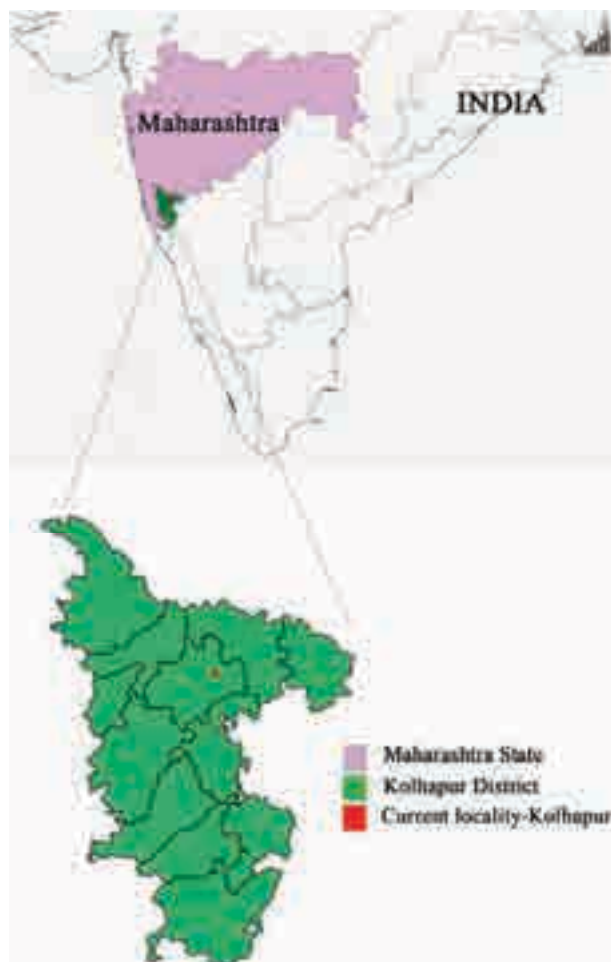 INDIA
Maharashtra
Maharashtra State
Kolhapur District
Current locality-Kolhapur